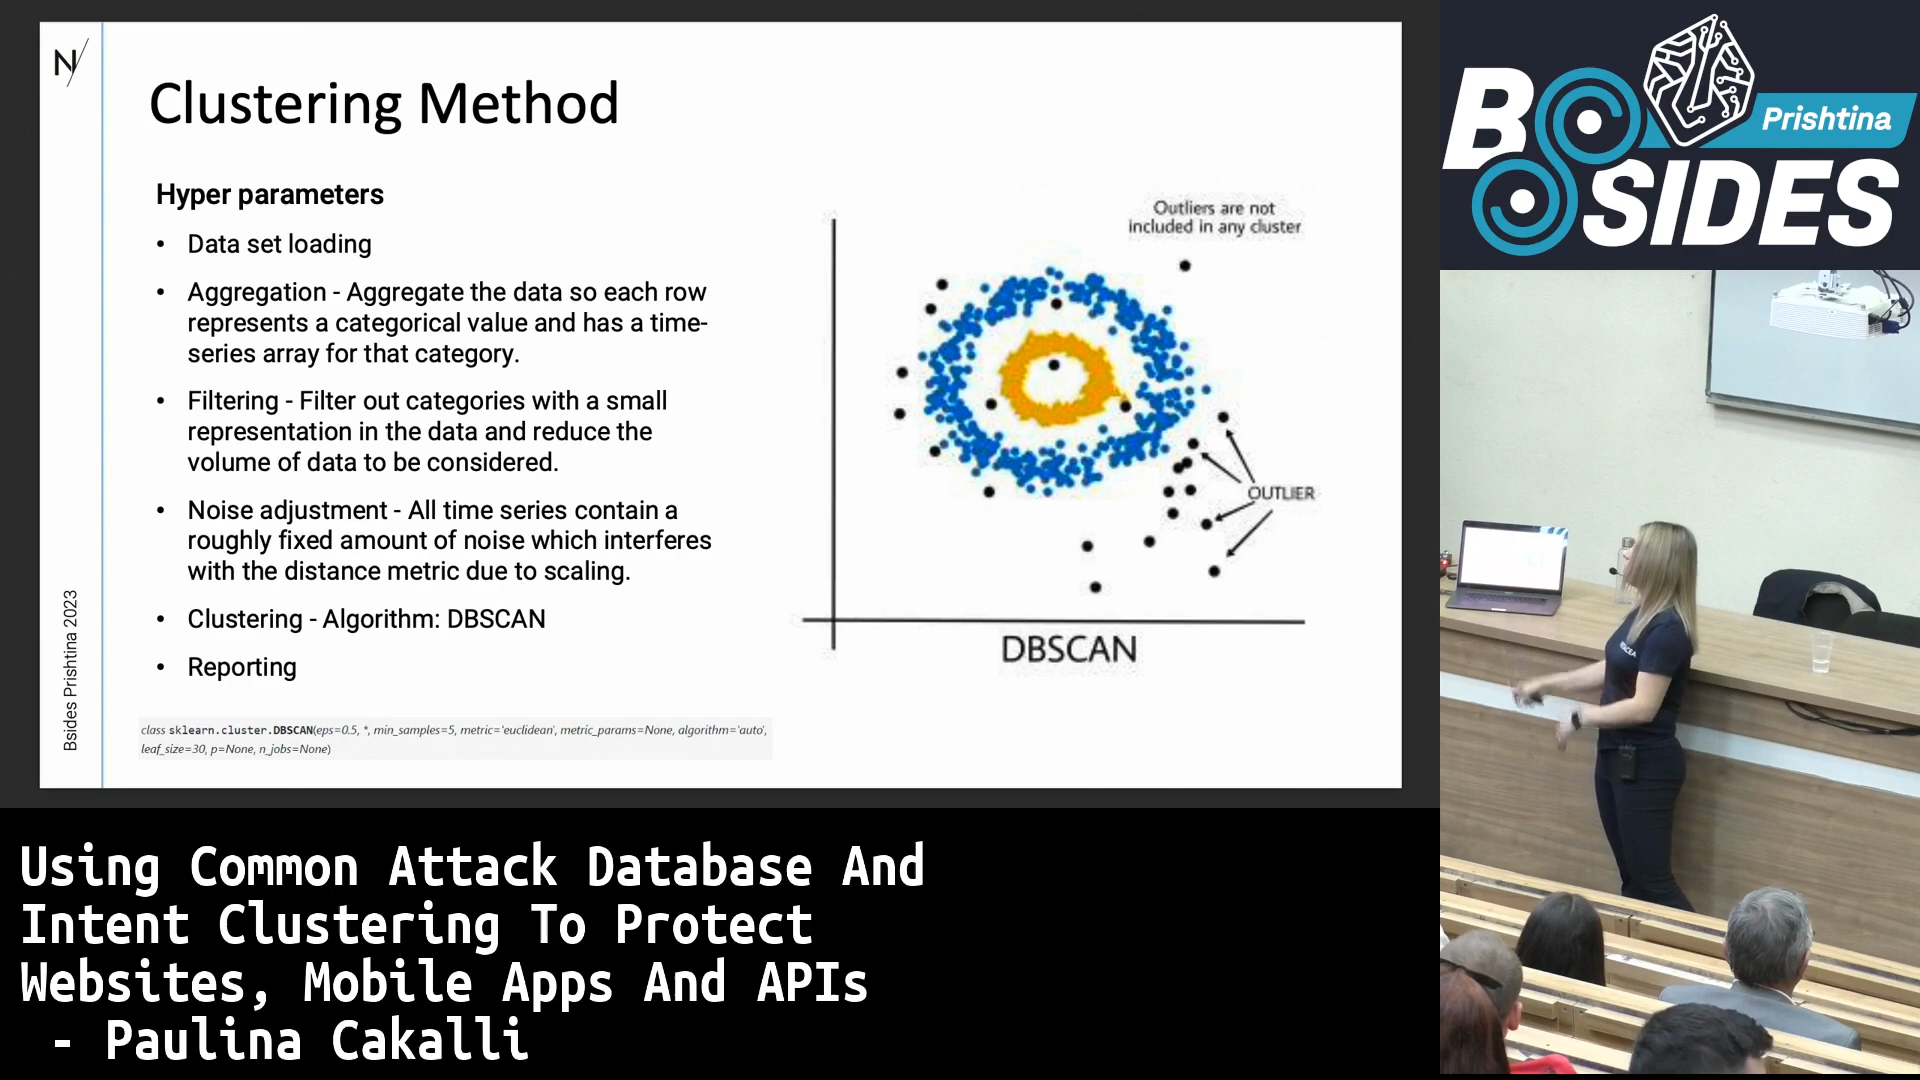 N/
Clustering Method
Hyper parameters
• Data set loading
• Aggregation - Aggregate the data so each row
represents a categorical value and has a time-
series array for that category.
• Filtering - Filter out categories with a small
representation in the data and reduce the
volume of data to be considered.
• Noise adjustment - All time series contain a
roughly fixed amount of noise which interferes
with the distance metric due to scaling.
• Clustering - Algorithm: DBSCAN
• Reporting
class sklearn.cluster.DBSCAN(eps=0.5, *, min_samples=5, metric='euclidean', metric_params=None, algorithm='auto',
leaf_size=30, p=None, n_jobs=None)
Bsides Prishtina 2023
Outliers are not
included in any cluster
OUTLIER
DBSCAN
BSIDES
Prishtina
Using Common Attack Database And
Intent Clustering To Protect
Websites, Mobile Apps And APIs
- Paulina Cakalli